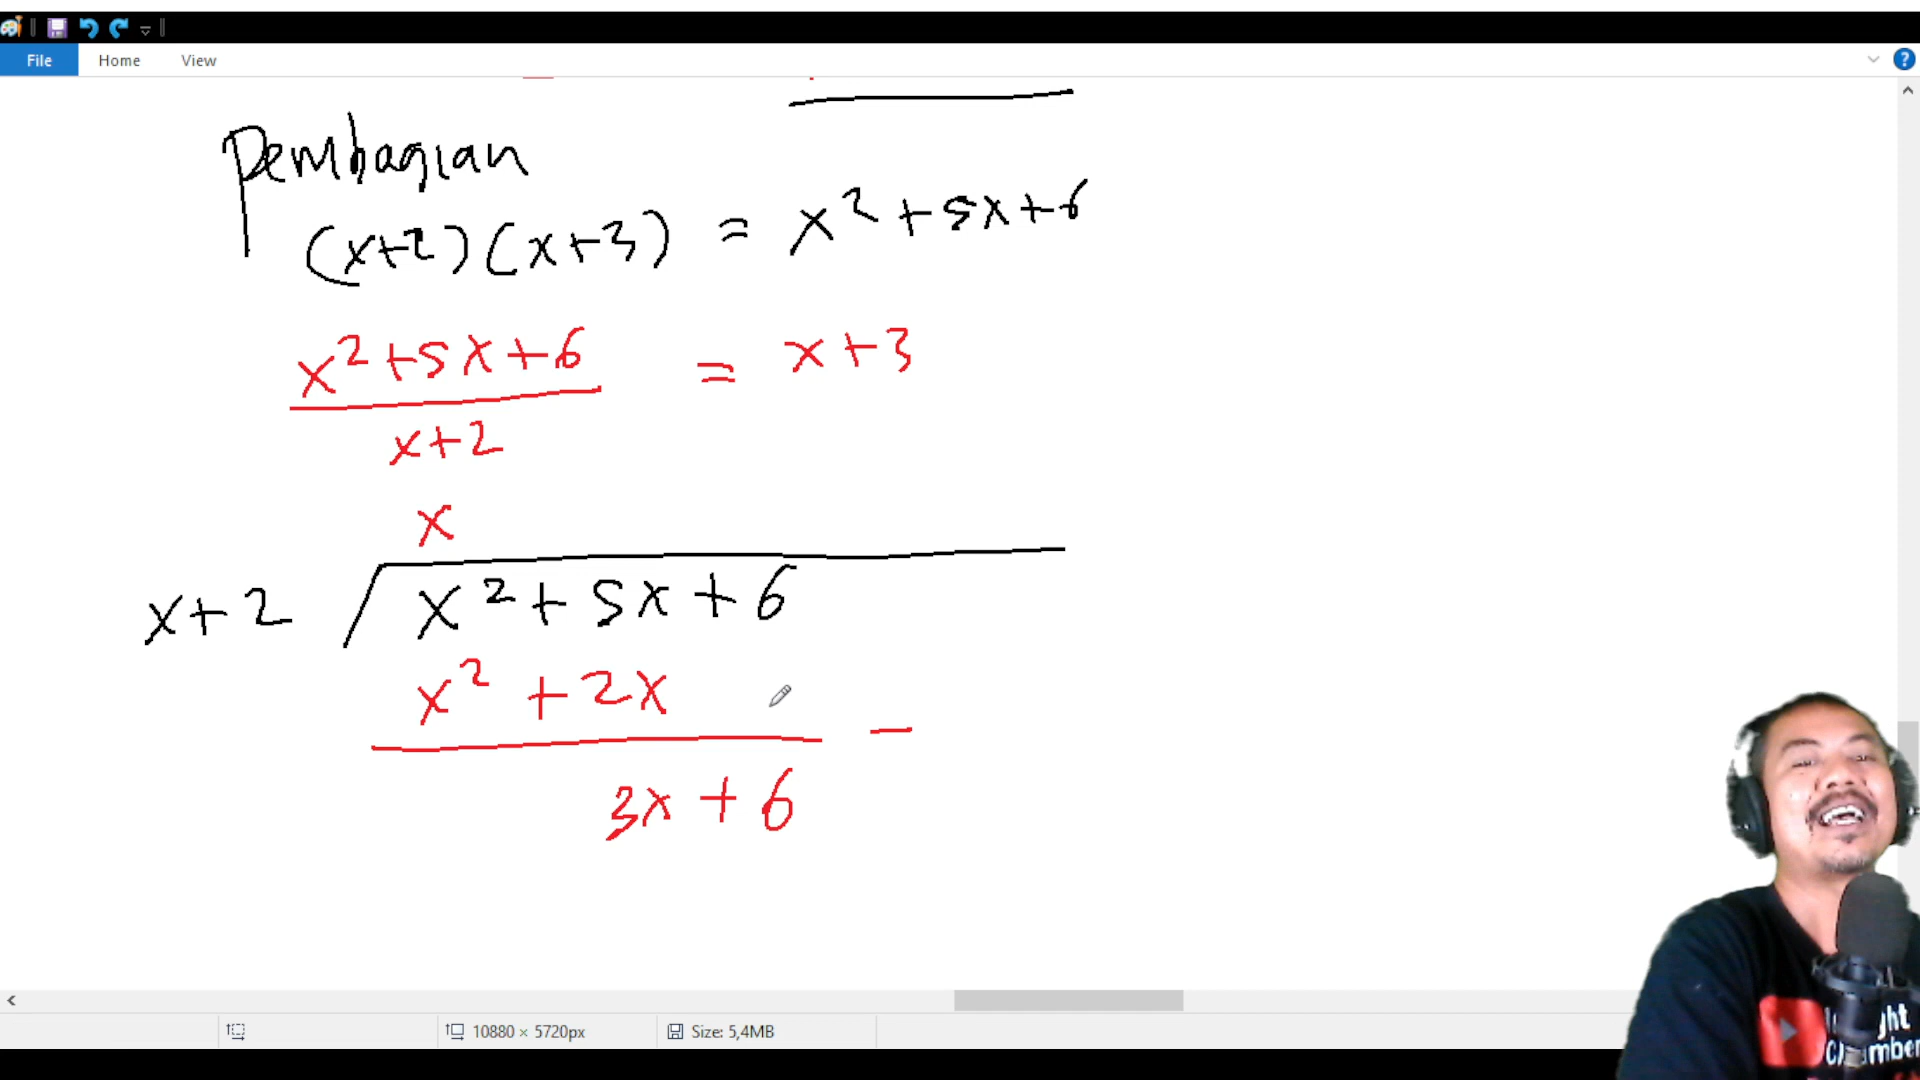 File Home View
Pembagian
(x+2)(x+3) = x² + 5x + 6
x² + 5x + 6 = x + 3
x + 2
x
x + 2 x² + 5x + 6
x² + 2x
−
3x + 6
10880 × 5720px Size: 5,4MB